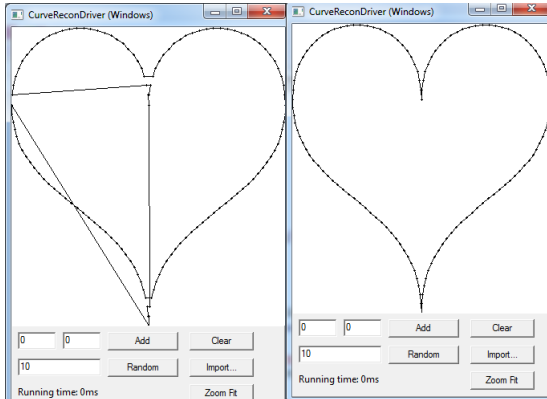 CurveReconDriver (Windows)
0 0 Add Clear
10 Random Import...
Running time: 0ms Zoom Fit
CurveReconDriver (Windows)
0 0 Add Clear
10 Random Import...
Running time: 0ms Zoom Fit